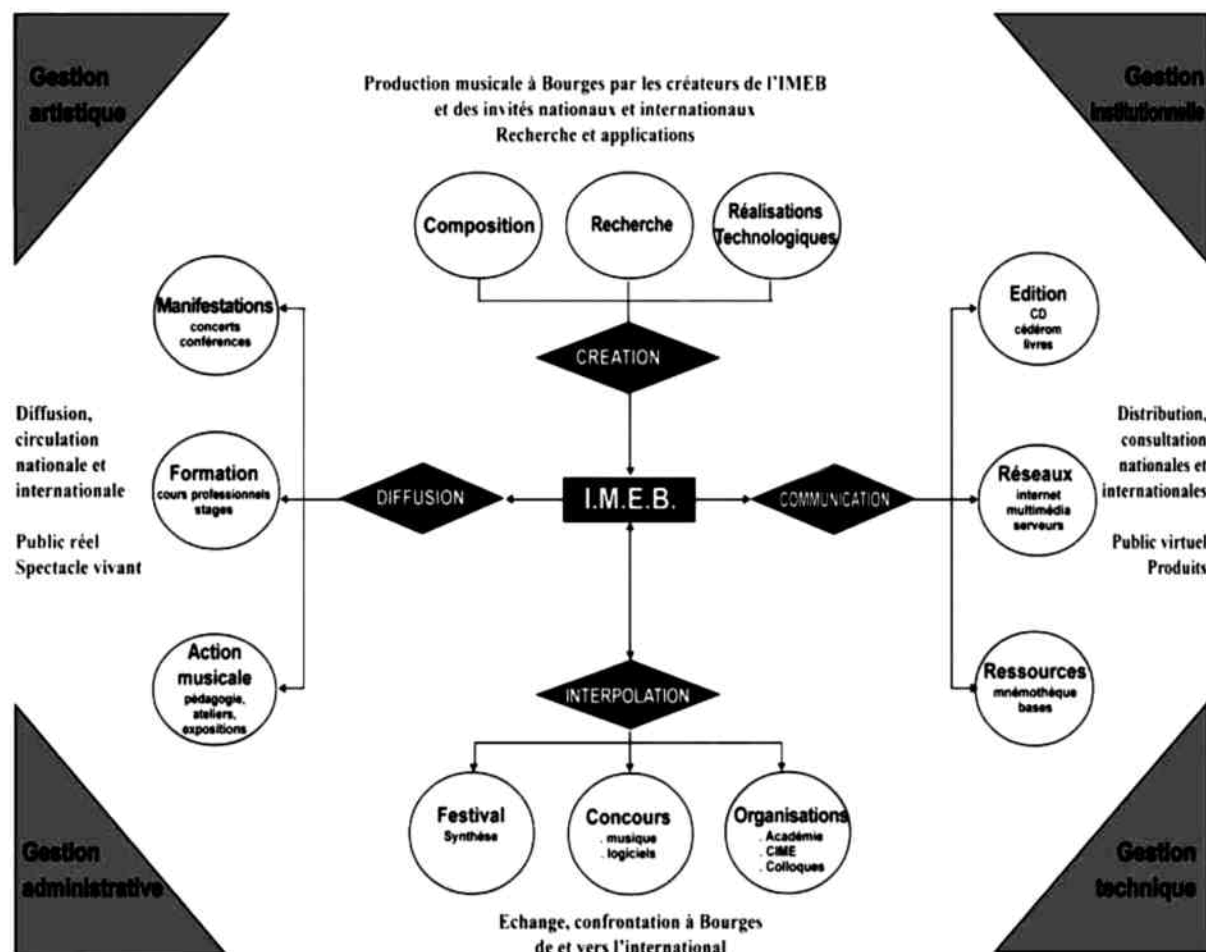 Gestion
artistique
Gestion
institutionnelle
Production musicale à Bourges par les créateurs de l'IMEB
et des invités nationaux et internationaux
Recherche et applications
Composition
Recherche
Réalisations
Technologiques
CREATION
Manifestations
concerts
conférences
Diffusion,
circulation
nationale et
internationale
Public réel
Spectacle vivant
Formation
cours professionnels
stages
Action
musicale
pédagogie,
ateliers,
expositions
DIFFUSION
I.M.E.B.
COMMUNICATION
Edition
CD
cédérom
livres
Réseaux
internet
multimédia
serveurs
Ressources
mnémothèque
bases
Distribution,
consultation
nationales et
internationales
Public virtuel
Produits
INTERPOLATION
Festival
Synthèse
Concours
. musique
. logiciels
Organisations
. Académie
. CIME
. Colloques
Gestion
administrative
Gestion
technique
Echange, confrontation à Bourges
de et vers l'international